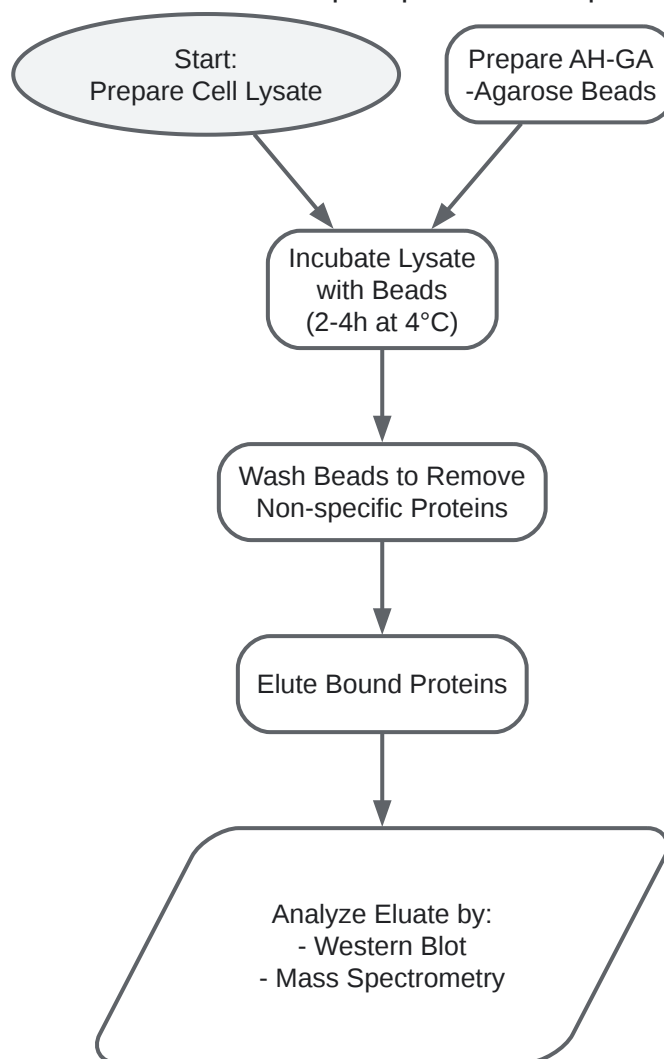 Start:
Prepare Cell Lysate
Prepare AH-GA
-Agarose Beads
Incubate Lysate
with Beads
(2-4h at 4°C)
Wash Beads to Remove
Non-specific Proteins
Elute Bound Proteins
Analyze Eluate by:
- Western Blot
- Mass Spectrometry